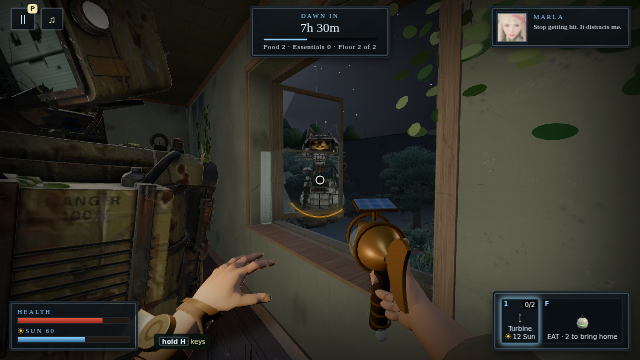 P
DAWN IN
7h 30m
Food 2 · Essentials 0 · Floor 2 of 2
MARLA
Stop getting hit. It distracts me.
DANGER
HEALTH
SUN 60
hold H keys
1 0/2
Turbine
12 Sun
F
EAT · 2 to bring home